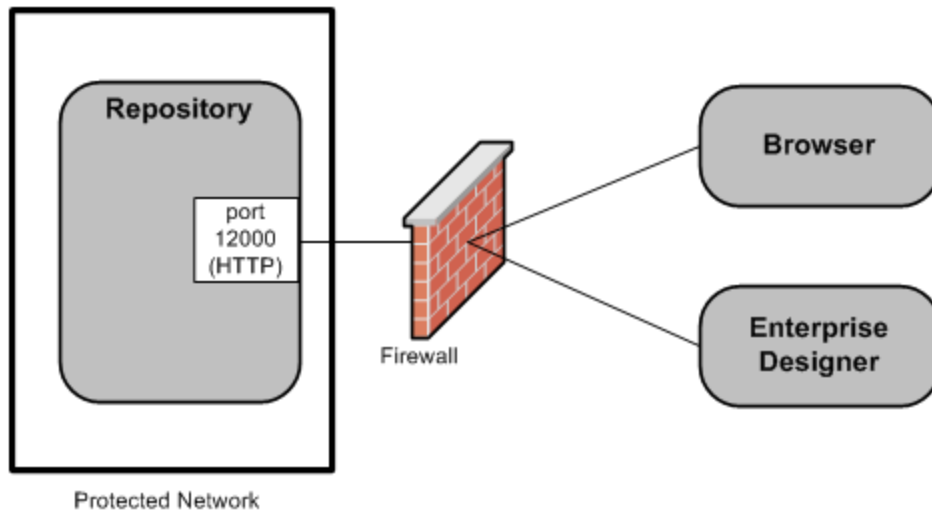 Repository
port
12000
(HTTP)
Protected Network
Firewall
Browser
Enterprise
Designer